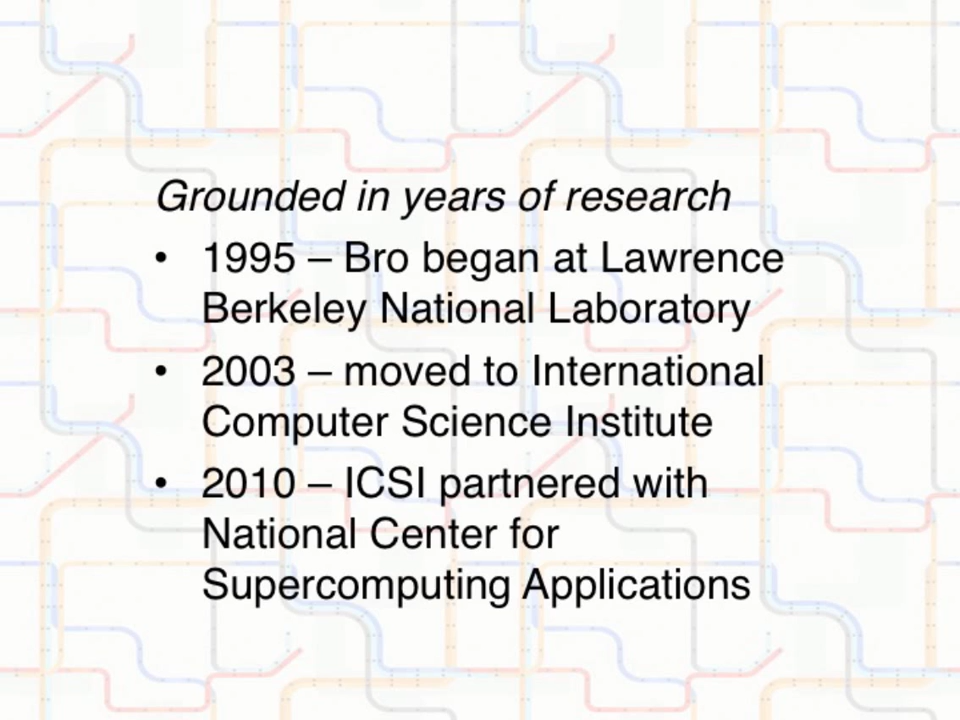 Grounded in years of research
• 1995 – Bro began at Lawrence
Berkeley National Laboratory
• 2003 – moved to International
Computer Science Institute
• 2010 – ICSI partnered with
National Center for
Supercomputing Applications